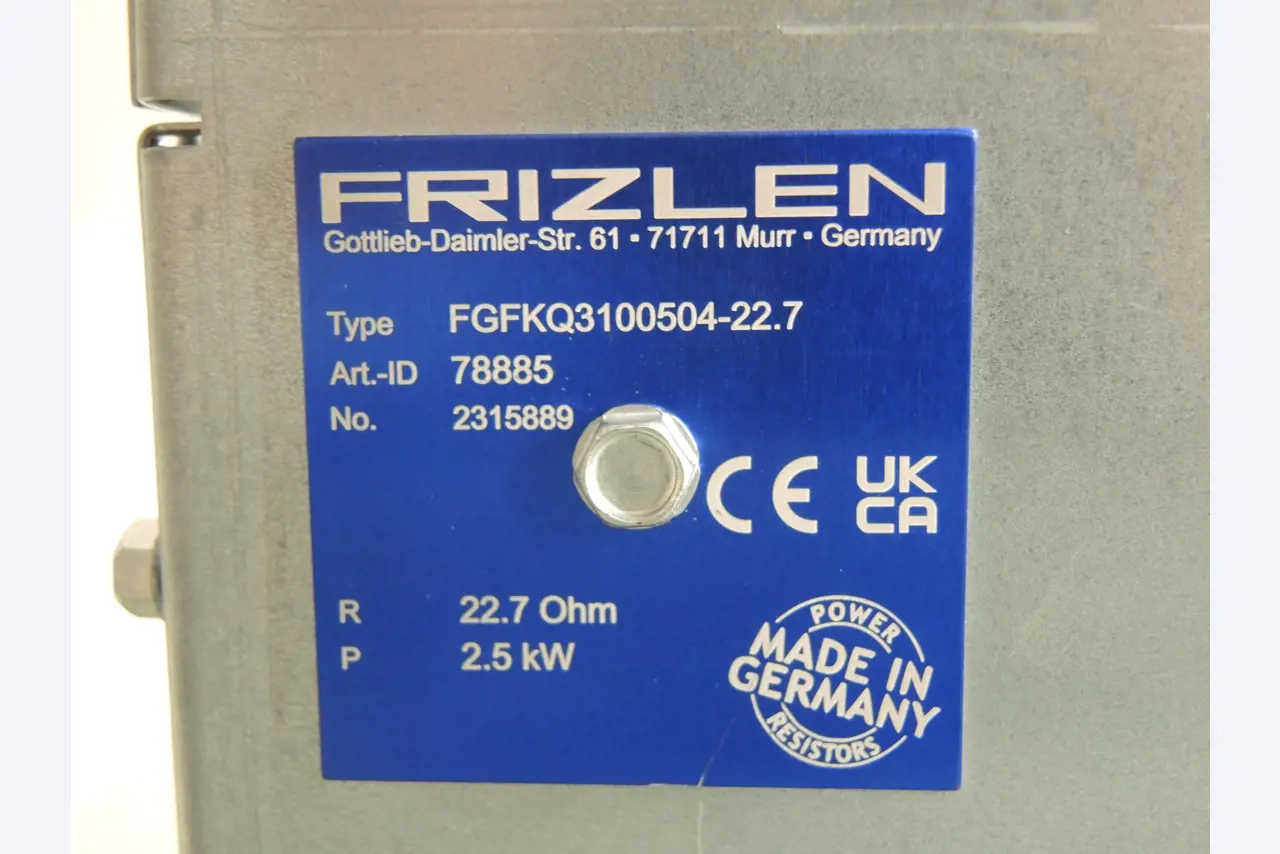 FRIZLEN
Gottlieb-Daimler-Str. 61 • 71711 Murr • Germany
Type FGFKQ3100504-22.7
Art.-ID 78885
No. 2315889
CE UK
CA
R 22.7 Ohm
P 2.5 kW
POWER
MADE IN
GERMANY
RESISTORS